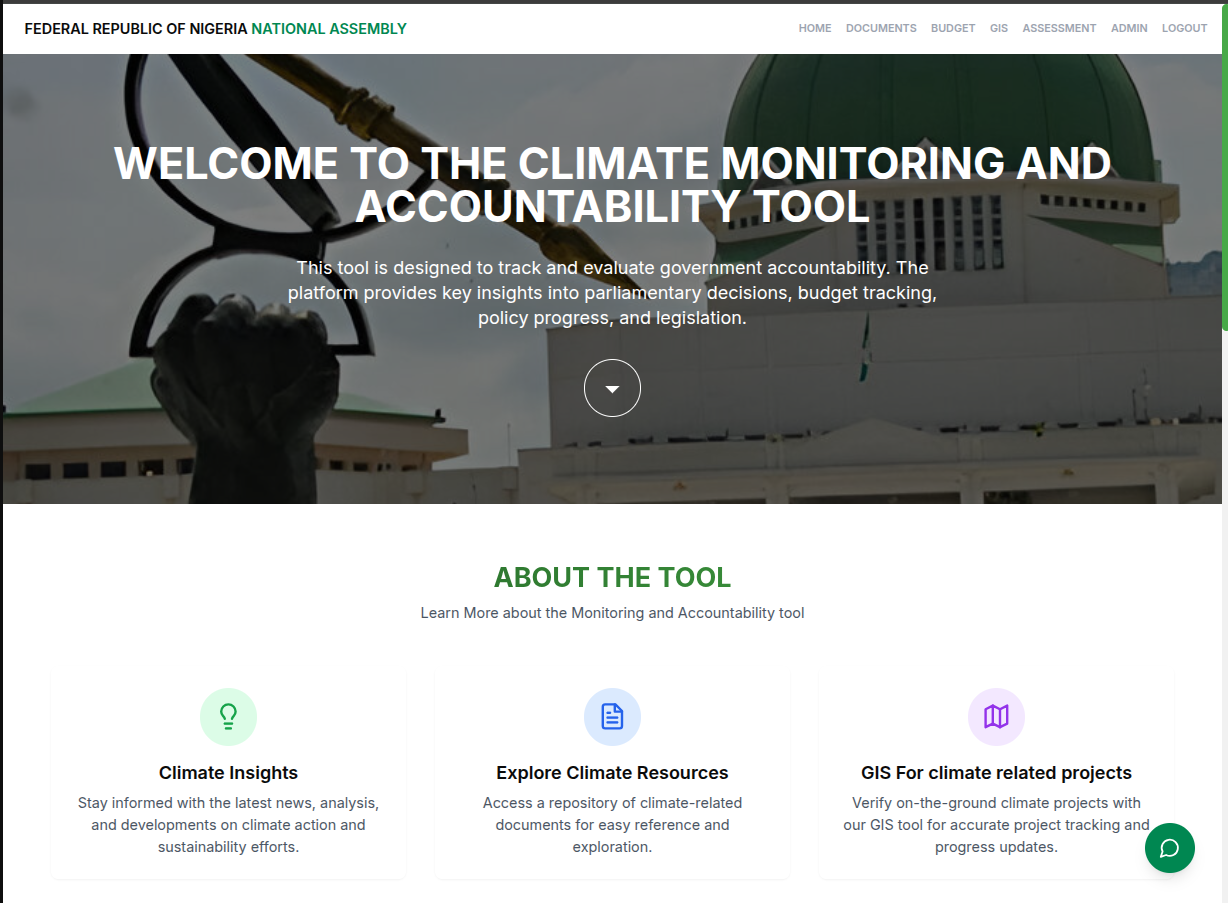 FEDERAL REPUBLIC OF NIGERIA NATIONAL ASSEMBLY
HOME DOCUMENTS BUDGET GIS ASSESSMENT ADMIN LOGOUT
WELCOME TO THE CLIMATE MONITORING AND
ACCOUNTABILITY TOOL
This tool is designed to track and evaluate government accountability. The
platform provides key insights into parliamentary decisions, budget tracking,
policy progress, and legislation.
ABOUT THE TOOL
Learn More about the Monitoring and Accountability tool
Climate Insights
Stay informed with the latest news, analysis,
and developments on climate action and
sustainability efforts.
Explore Climate Resources
Access a repository of climate-related
documents for easy reference and
exploration.
GIS For climate related projects
Verify on-the-ground climate projects with
our GIS tool for accurate project tracking and
progress updates.